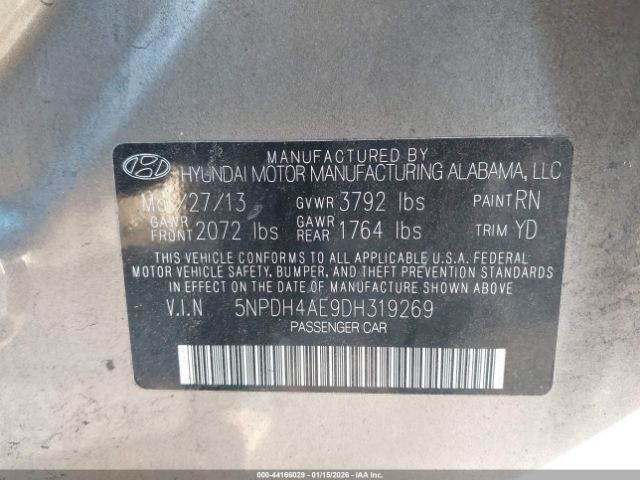 MANUFACTURED BY
HYUNDAI MOTOR MANUFACTURING ALABAMA, LLC
/27/13 GVWR 3792 lbs PAINT RN
GAWR FRONT 2072 lbs GAWR REAR 1764 lbs TRIM YD
THIS VEHICLE CONFORMS TO ALL APPLICABLE U.S.A. FEDERAL
MOTOR VEHICLE SAFETY, BUMPER, AND THEFT PREVENTION STANDARDS
IN EFFECT ON THE DATE OF MANUFACTURE SHOWN ABOVE.
V.I.N 5NPDH4AE9DH319269
PASSENGER CAR
000-44166029 - 01/15/2026 - COPART/IAA